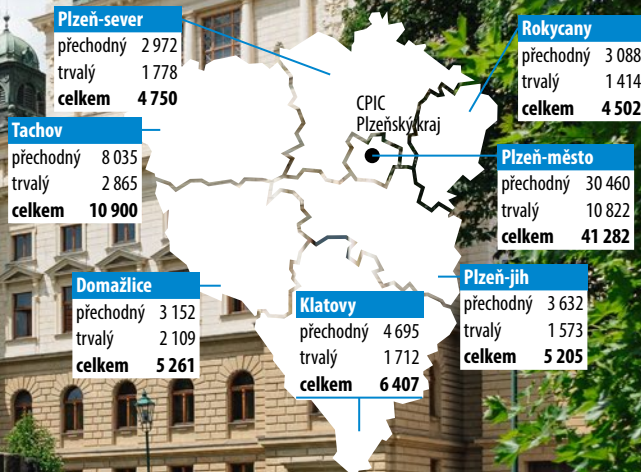 Plzeň-sever
přechodný 2 972
trvalý 1 778
celkem 4 750
Rokycany
přechodný 3 088
trvalý 1 414
celkem 4 502
CPIC
Plzeňský kraj
Tachov
přechodný 8 035
trvalý 2 865
celkem 10 900
Plzeň-město
přechodný 30 460
trvalý 10 822
celkem 41 282
Domažlice
přechodný 3 152
trvalý 2 109
celkem 5 261
Klatovy
přechodný 4 695
trvalý 1 712
celkem 6 407
Plzeň-jih
přechodný 3 632
trvalý 1 573
celkem 5 205